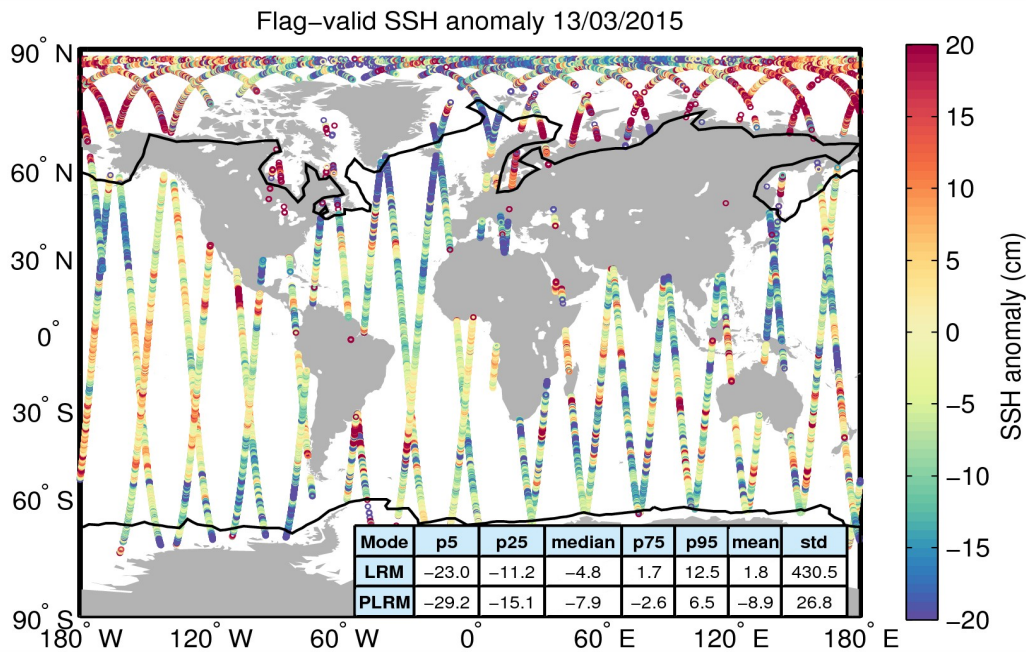 Flag−valid SSH anomaly 13/03/2015
90° N
60° N
30° N
0°
30° S
60° S
90° S
180° W
120° W
60° W
0°
60° E
120° E
180° E
Mode p5 p25 median p75 p95 mean std
LRM −23.0 −11.2 −4.8 1.7 12.5 1.8 430.5
PLRM −29.2 −15.1 −7.9 −2.6 6.5 −8.9 26.8
20
15
10
5
0
−5
−10
−15
−20
SSH anomaly (cm)